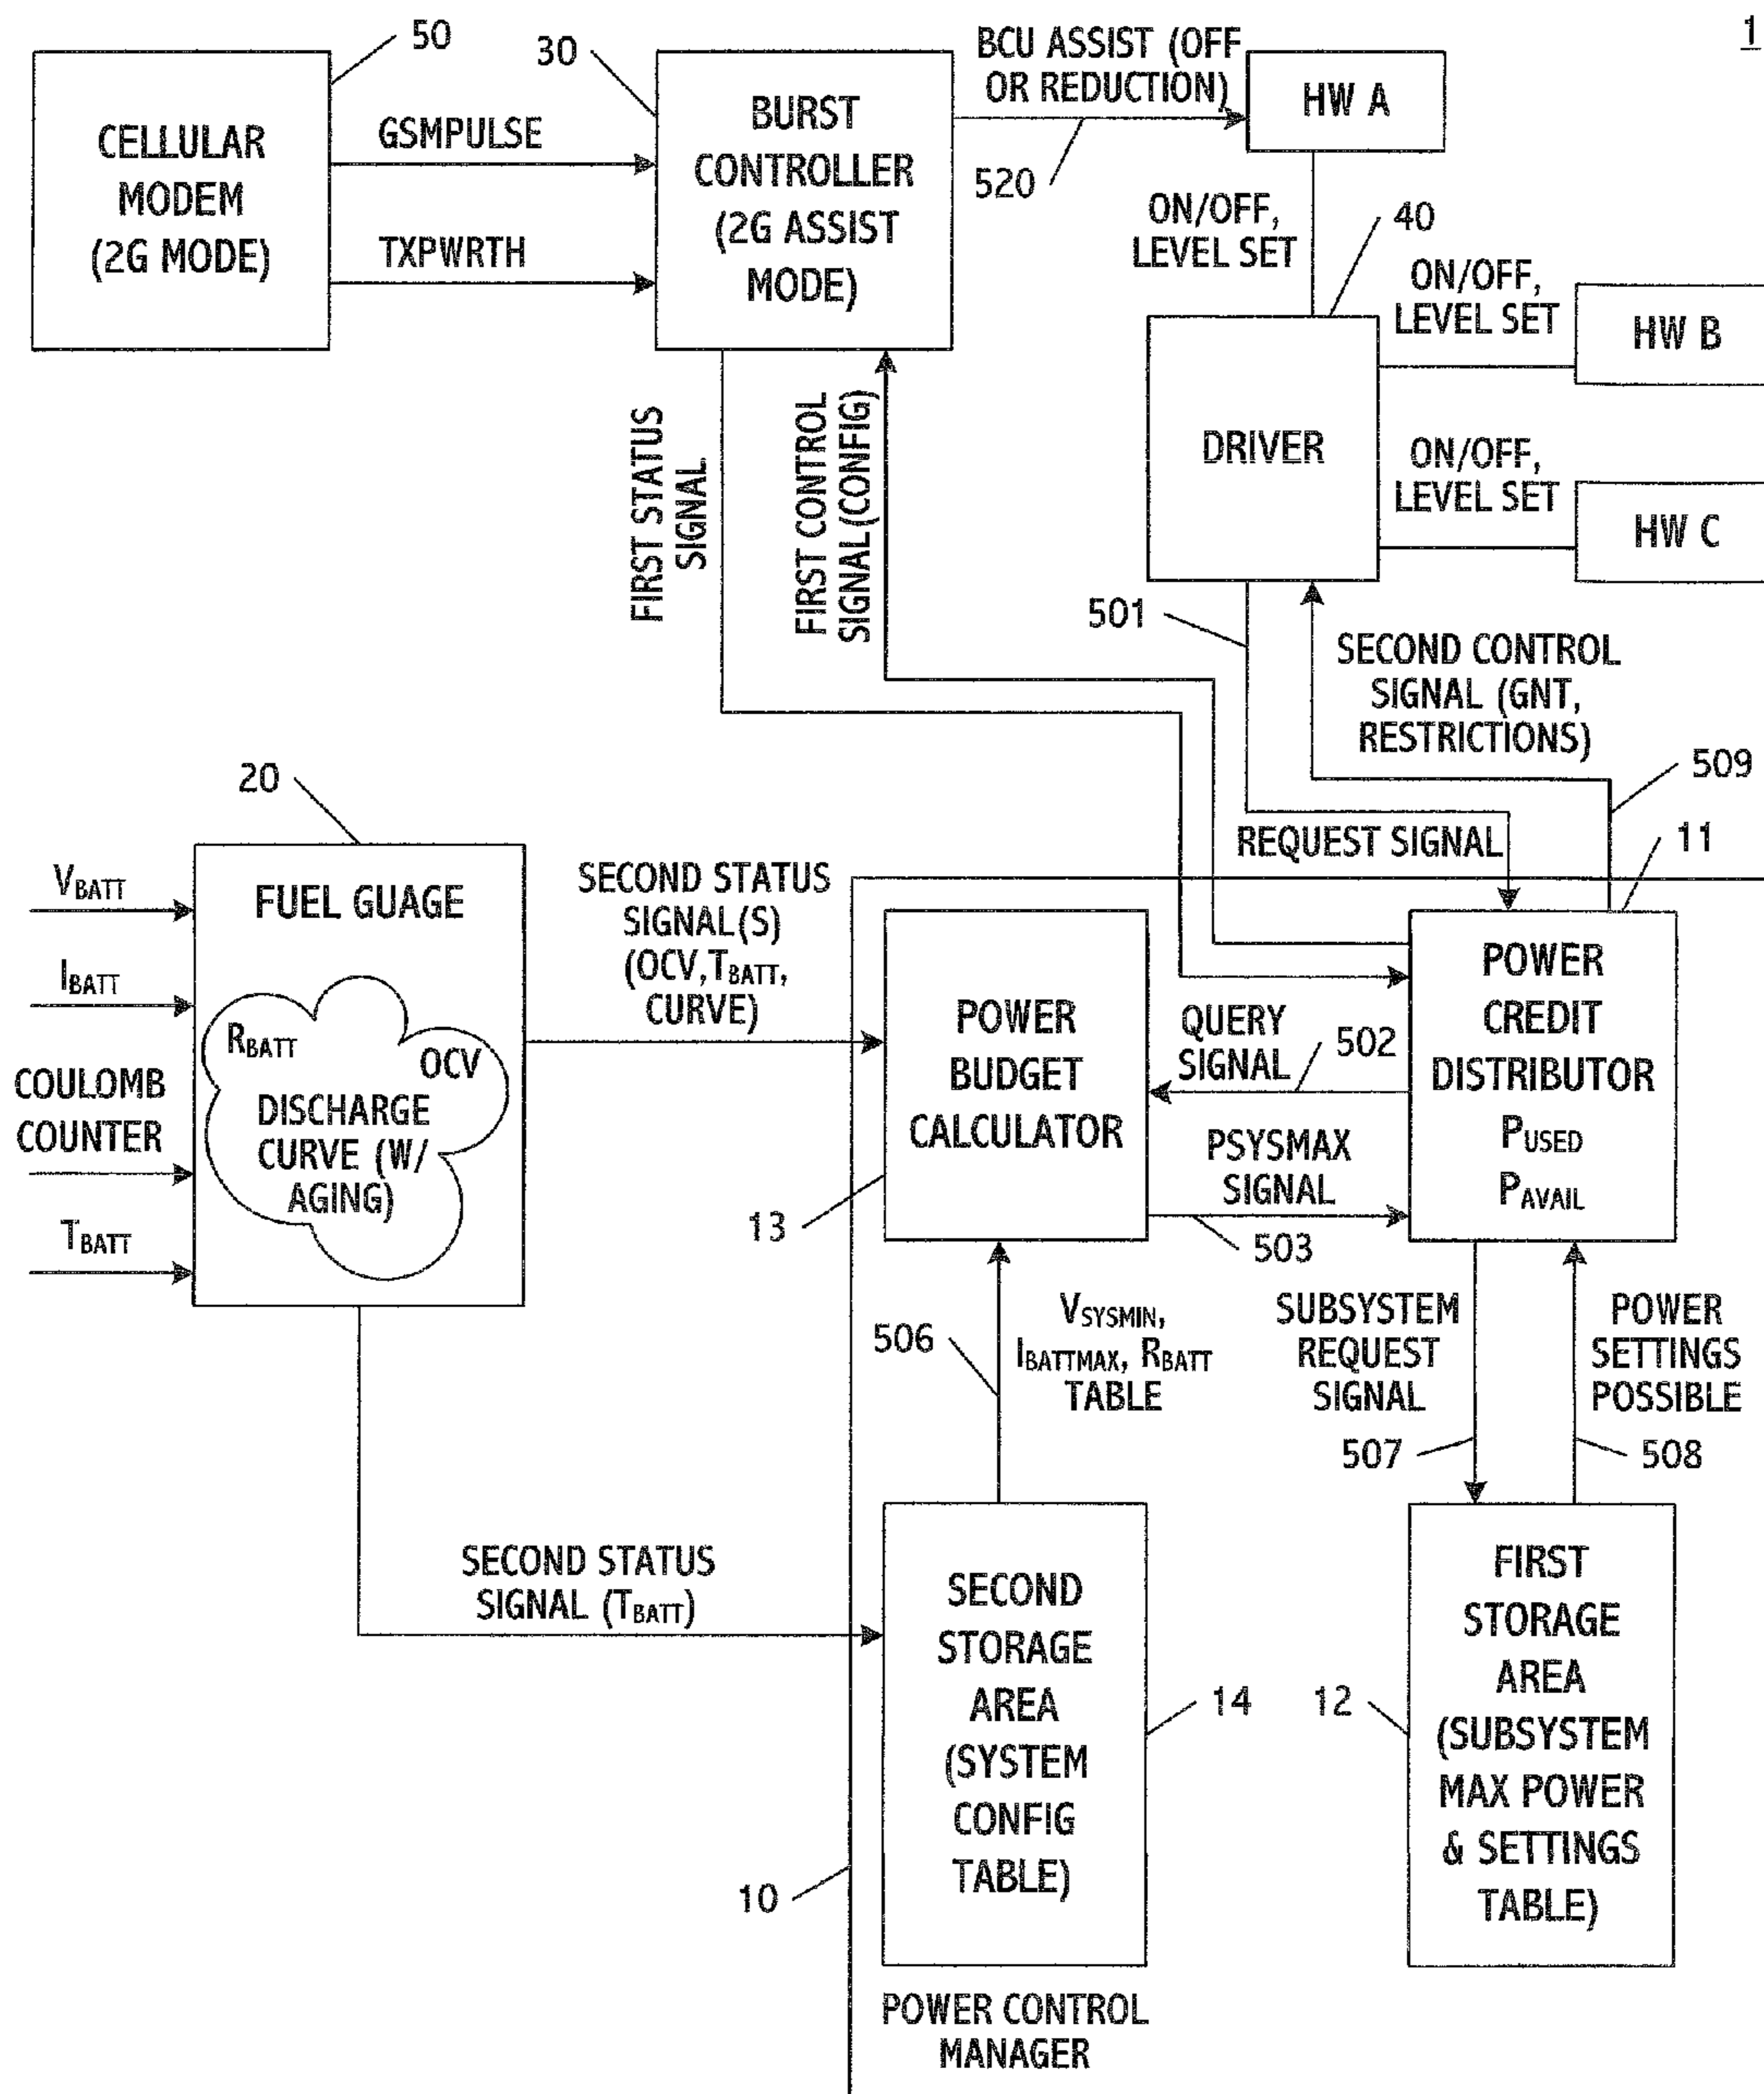 1
50
CELLULAR
MODEM
(2G MODE)
GSMPULSE
TXPWRTH
30
BURST
CONTROLLER
(2G ASSIST
MODE)
BCU ASSIST (OFF
OR REDUCTION)
520
HW A
ON/OFF,
LEVEL SET
40
DRIVER
ON/OFF,
LEVEL SET
HW B
ON/OFF,
LEVEL SET
HW C
FIRST STATUS
SIGNAL
FIRST CONTROL
SIGNAL(CONFIG)
501
SECOND CONTROL
SIGNAL (GNT,
RESTRICTIONS)
509
REQUEST SIGNAL
11
20
VBATT
IBATT
COULOMB
COUNTER
TBATT
FUEL GUAGE
RBATT
OCV
DISCHARGE
CURVE (W/
AGING)
SECOND STATUS
SIGNAL(S)
(OCV,TBATT,
CURVE)
POWER
BUDGET
CALCULATOR
13
QUERY
SIGNAL
502
PSYSMAX
SIGNAL
503
POWER
CREDIT
DISTRIBUTOR
PUSED
PAVAIL
506
VSYSMIN,
IBATTMAX, RBATT
TABLE
SUBSYSTEM
REQUEST
SIGNAL
507
POWER
SETTINGS
POSSIBLE
508
SECOND STATUS
SIGNAL (TBATT)
SECOND
STORAGE
AREA
(SYSTEM
CONFIG
TABLE)
14
12
FIRST
STORAGE
AREA
(SUBSYSTEM
MAX POWER
& SETTINGS
TABLE)
10
POWER CONTROL
MANAGER